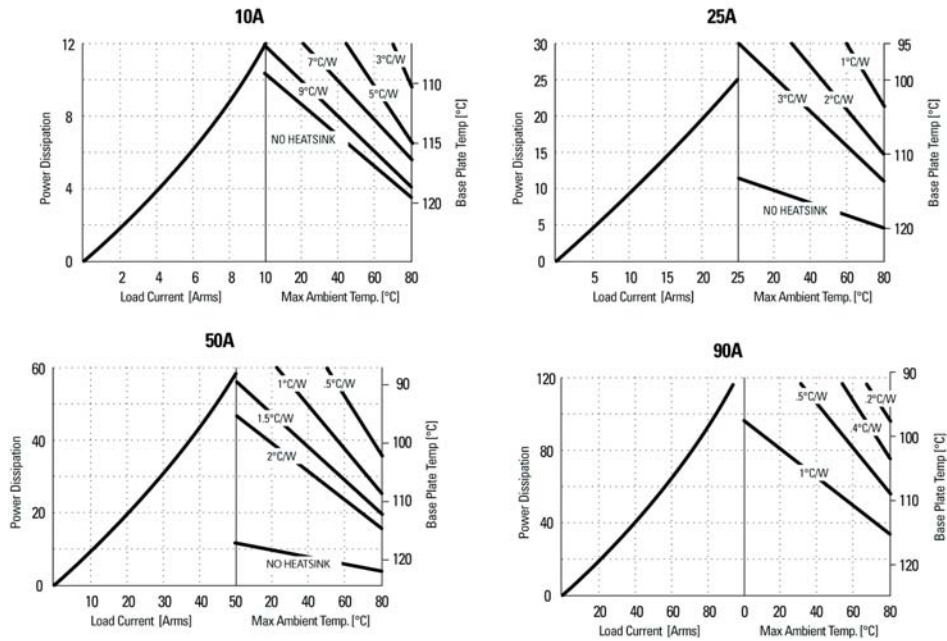 10A
12
8
4
0
Power Dissipation
2 4 6 8 10 20 40 60 80
Load Current [Arms] Max Ambient Temp. [°C]
3°C/W
7°C/W
5°C/W
9°C/W
NO HEATSINK
110
115
120
Base Plate Temp [°C]
25A
30
25
20
15
10
5
0
Power Dissipation
5 10 15 20 25 20 40 60 80
Load Current [Arms] Max Ambient Temp. [°C]
1°C/W
2°C/W
3°C/W
NO HEATSINK
95
100
110
120
Base Plate Temp [°C]
50A
60
40
20
0
Power Dissipation
10 20 30 40 50 20 40 60 80
Load Current [Arms] Max Ambient Temp. [°C]
1°C/W
.5°C/W
1.5°C/W
2°C/W
NO HEATSINK
90
100
110
120
Base Plate Temp [°C]
90A
120
80
40
0
Power Dissipation
20 40 60 80 0 20 40 60 80
Load Current [Arms] Max Ambient Temp. [°C]
.5°C/W
.2°C/W
.4°C/W
1°C/W
90
100
110
120
Base Plate Temp [°C]